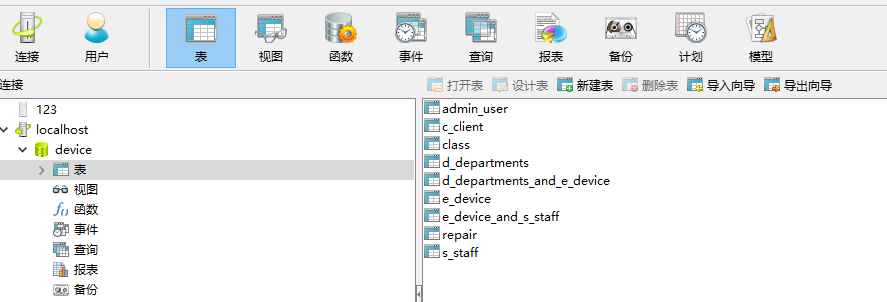 连接 用户 表 视图 函数 事件 查询 报表 备份 计划 模型
连接 打开表 设计表 新建表 删除表 导入向导 导出向导
123
localhost
device
表
视图
f()
函数
事件
查询
报表
备份
admin_user
c_client
class
d_departments
d_departments_and_e_device
e_device
e_device_and_s_staff
repair
s_staff